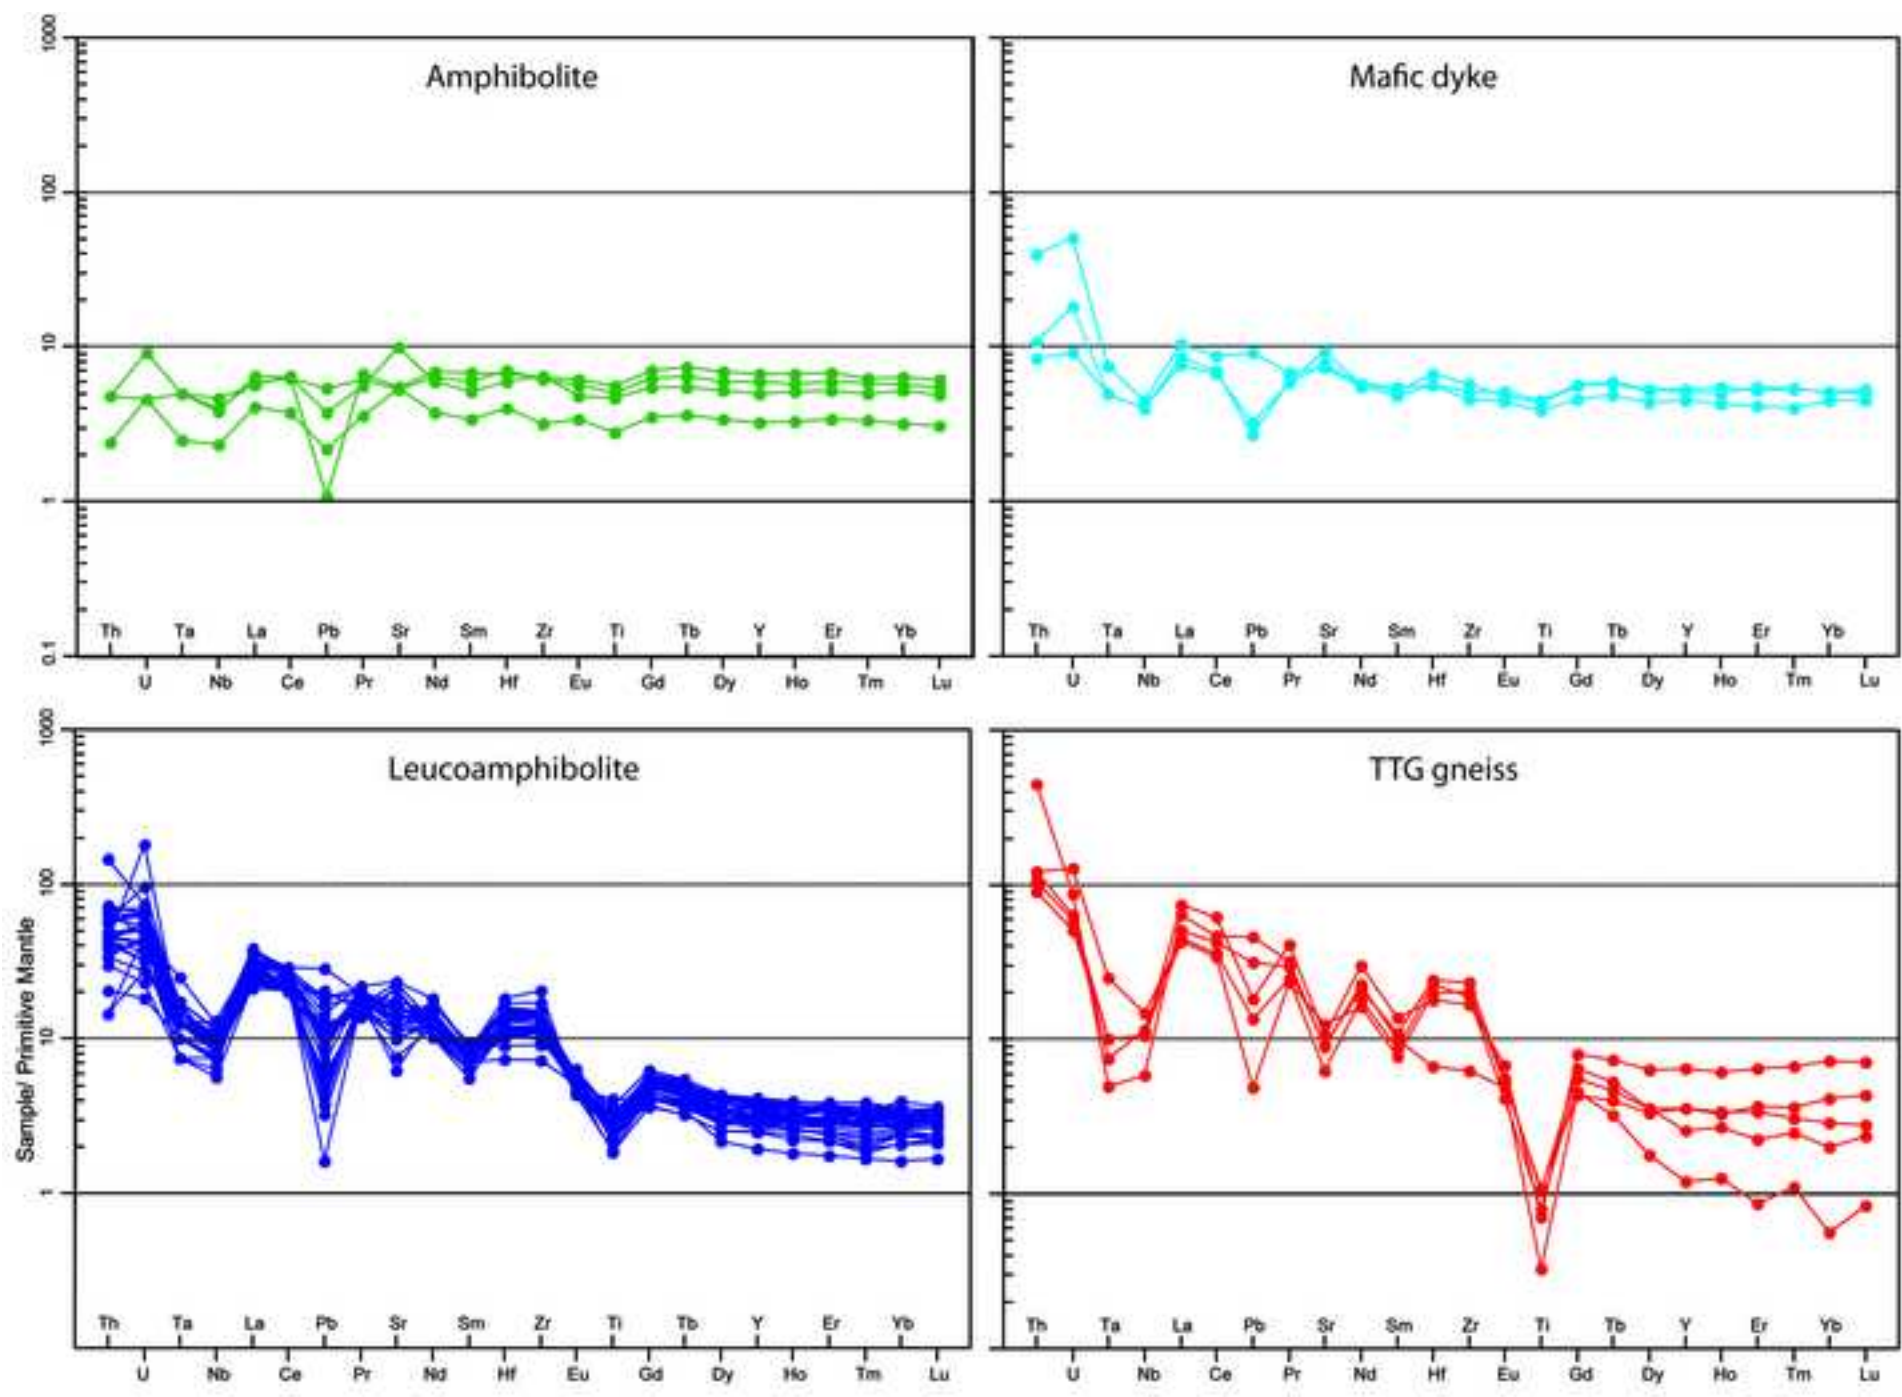 Amphibolite
1000
100
10
1
0.1
Th Ta La Pb Sr Sm Zr Ti Tb Y Er Yb
U Nb Ce Pr Nd Hf Eu Gd Dy Ho Tm Lu
Mafic dyke
Th Ta La Pb Sr Sm Zr Ti Tb Y Er Yb
U Nb Ce Pr Nd Hf Eu Gd Dy Ho Tm Lu
Leucoamphibolite
Sample/ Primitive Mantle
1000
100
10
1
Th Ta La Pb Sr Sm Zr Ti Tb Y Er Yb
U Nb Ce Pr Nd Hf Eu Gd Dy Ho Tm Lu
TTG gneiss
Th Ta La Pb Sr Sm Zr Ti Tb Y Er Yb
U Nb Ce Pr Nd Hf Eu Gd Dy Ho Tm Lu